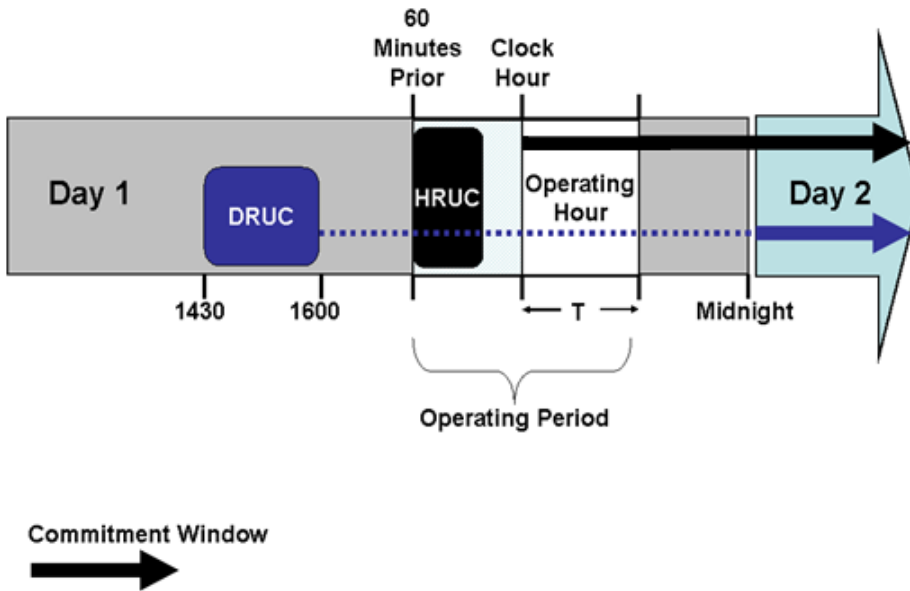 60
Minutes
Prior
Clock
Hour
Day 1
DRUC
HRUC
Operating
Hour
Day 2
1430
1600
T
Midnight
Operating Period
Commitment Window